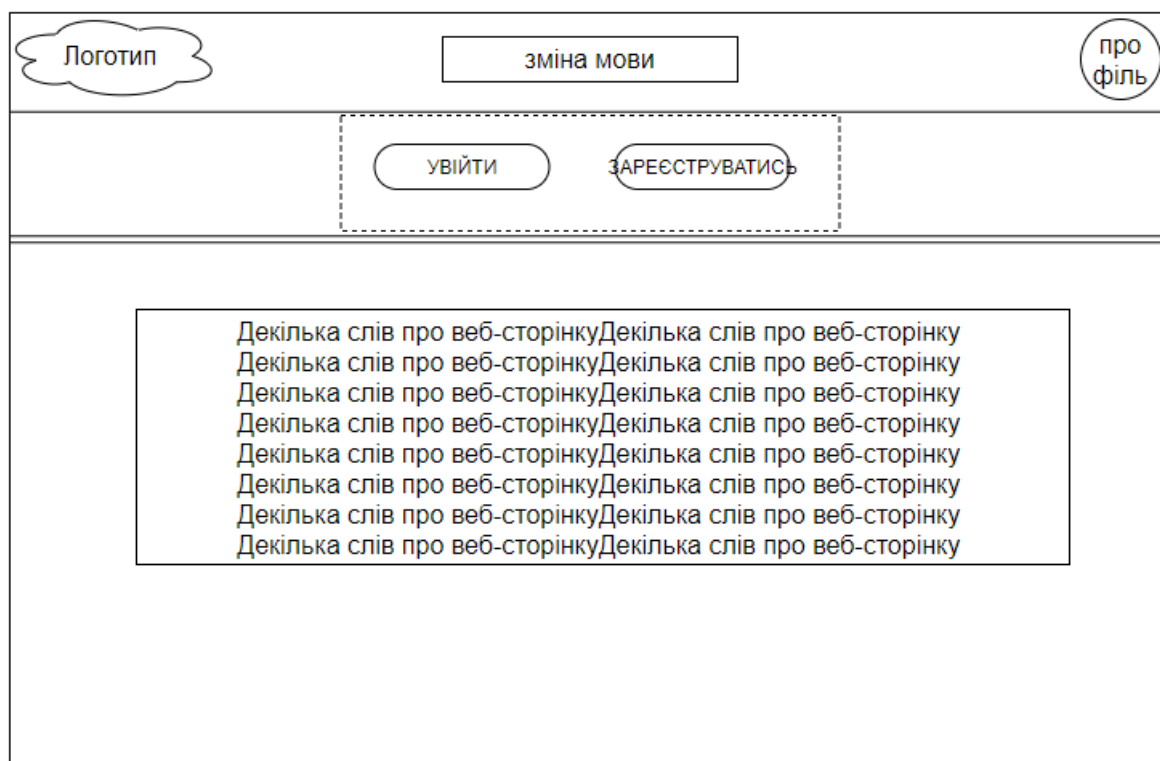 Логотип
зміна мови
про
філь
УВІЙТИ
ЗАРЕЄСТРУВАТИСЬ
Декілька слів про веб-сторінкуДекілька слів про веб-сторінку
Декілька слів про веб-сторінкуДекілька слів про веб-сторінку
Декілька слів про веб-сторінкуДекілька слів про веб-сторінку
Декілька слів про веб-сторінкуДекілька слів про веб-сторінку
Декілька слів про веб-сторінкуДекілька слів про веб-сторінку
Декілька слів про веб-сторінкуДекілька слів про веб-сторінку
Декілька слів про веб-сторінкуДекілька слів про веб-сторінку
Декілька слів про веб-сторінкуДекілька слів про веб-сторінку